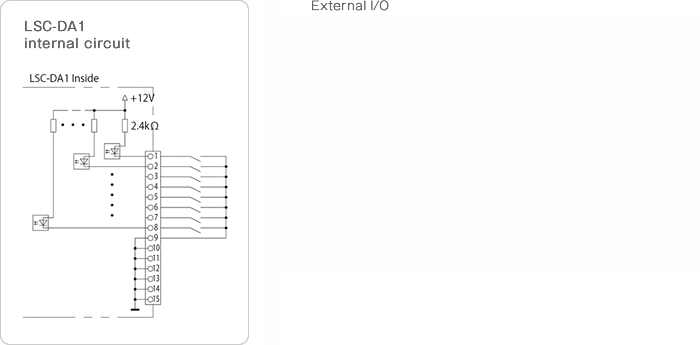 External I/O
LSC-DA1
internal circuit
LSC-DA1 Inside
+12V
2.4kΩ
1
2
3
4
5
6
7
8
9
10
11
12
13
14
15